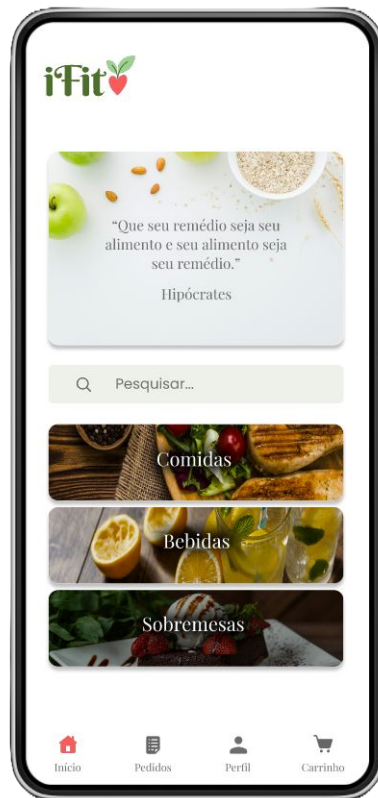 iFit
“Que seu remédio seja seu
alimento e seu alimento seja
seu remédio.”
Hipócrates
Pesquisar...
Comidas
Bebidas
Sobremesas
Início
Pedidos
Perfil
Carrinho